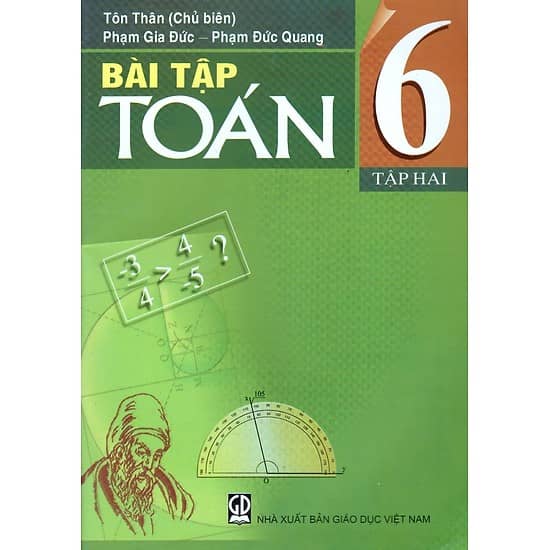 Tôn Thân (Chủ biên)
Phạm Gia Đức – Phạm Đức Quang
BÀI TẬP
TOÁN 6
TẬP HAI
-3/4 > 4/-5 ?
105
x
y
O
GD
NHÀ XUẤT BẢN GIÁO DỤC VIỆT NAM